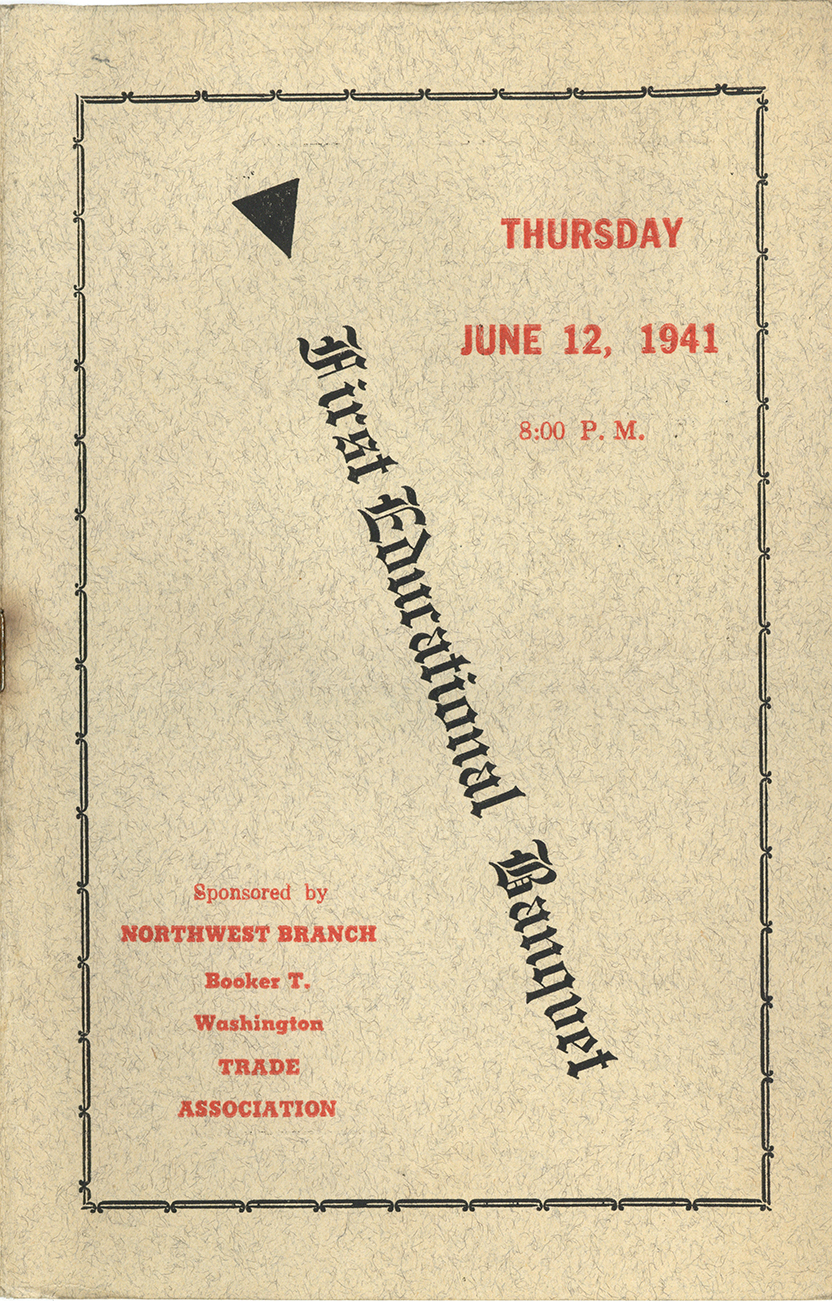 THURSDAY
JUNE 12, 1941
8:00 P. M.
First Educational Banquet
Sponsored by
NORTHWEST BRANCH
Booker T.
Washington
TRADE
ASSOCIATION